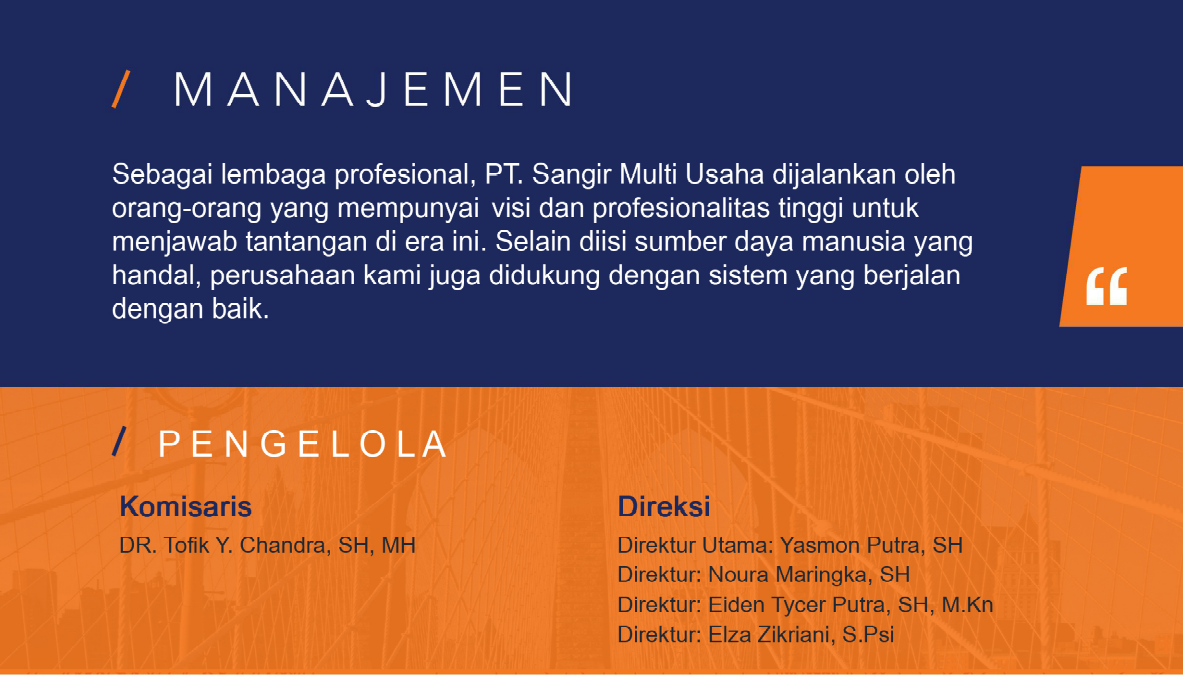 / MANAJEMEN
Sebagai lembaga profesional, PT. Sangir Multi Usaha dijalankan oleh
orang-orang yang mempunyai visi dan profesionalitas tinggi untuk
menjawab tantangan di era ini. Selain diisi sumber daya manusia yang
handal, perusahaan kami juga didukung dengan sistem yang berjalan
dengan baik.
“
/ PENGELOLA
Komisaris
DR. Tofik Y. Chandra, SH, MH
Direksi
Direktur Utama: Yasmon Putra, SH
Direktur: Noura Maringka, SH
Direktur: Eiden Tycer Putra, SH, M.Kn
Direktur: Elza Zikriani, S.Psi